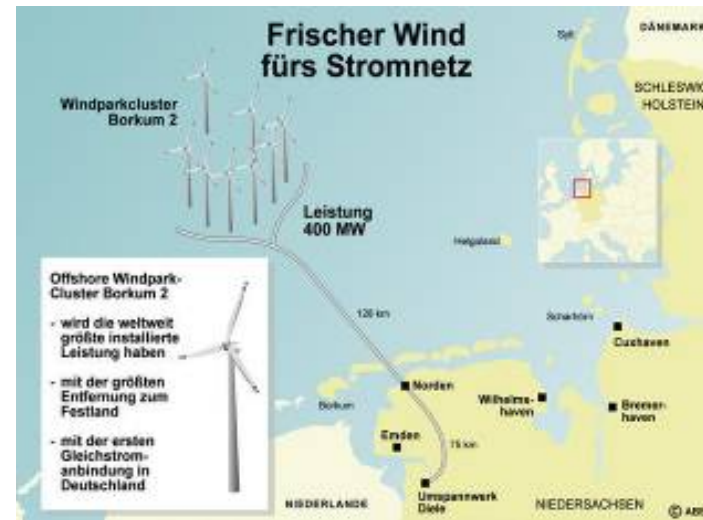 Frischer Wind
fürs Stromnetz
Sylt
DÄNEMARK
SCHLESWIG
HOLSTEIN
Windparkcluster
Borkum 2
Leistung
400 MW
Helgoland
Offshore Windpark-
Cluster Borkum 2
- wird die weltweit
größte installierte
Leistung haben
- mit der größten
Entfernung zum
Festland
- mit der ersten
Gleichstrom-
anbindung in
Deutschland
Scharhörn
Cuxhaven
Norden
Borkum
Wilhelms-
haven
Bremer-
haven
Emden
75 km
Umspannwerk
Diele
NIEDERLANDE
NIEDERSACHSEN